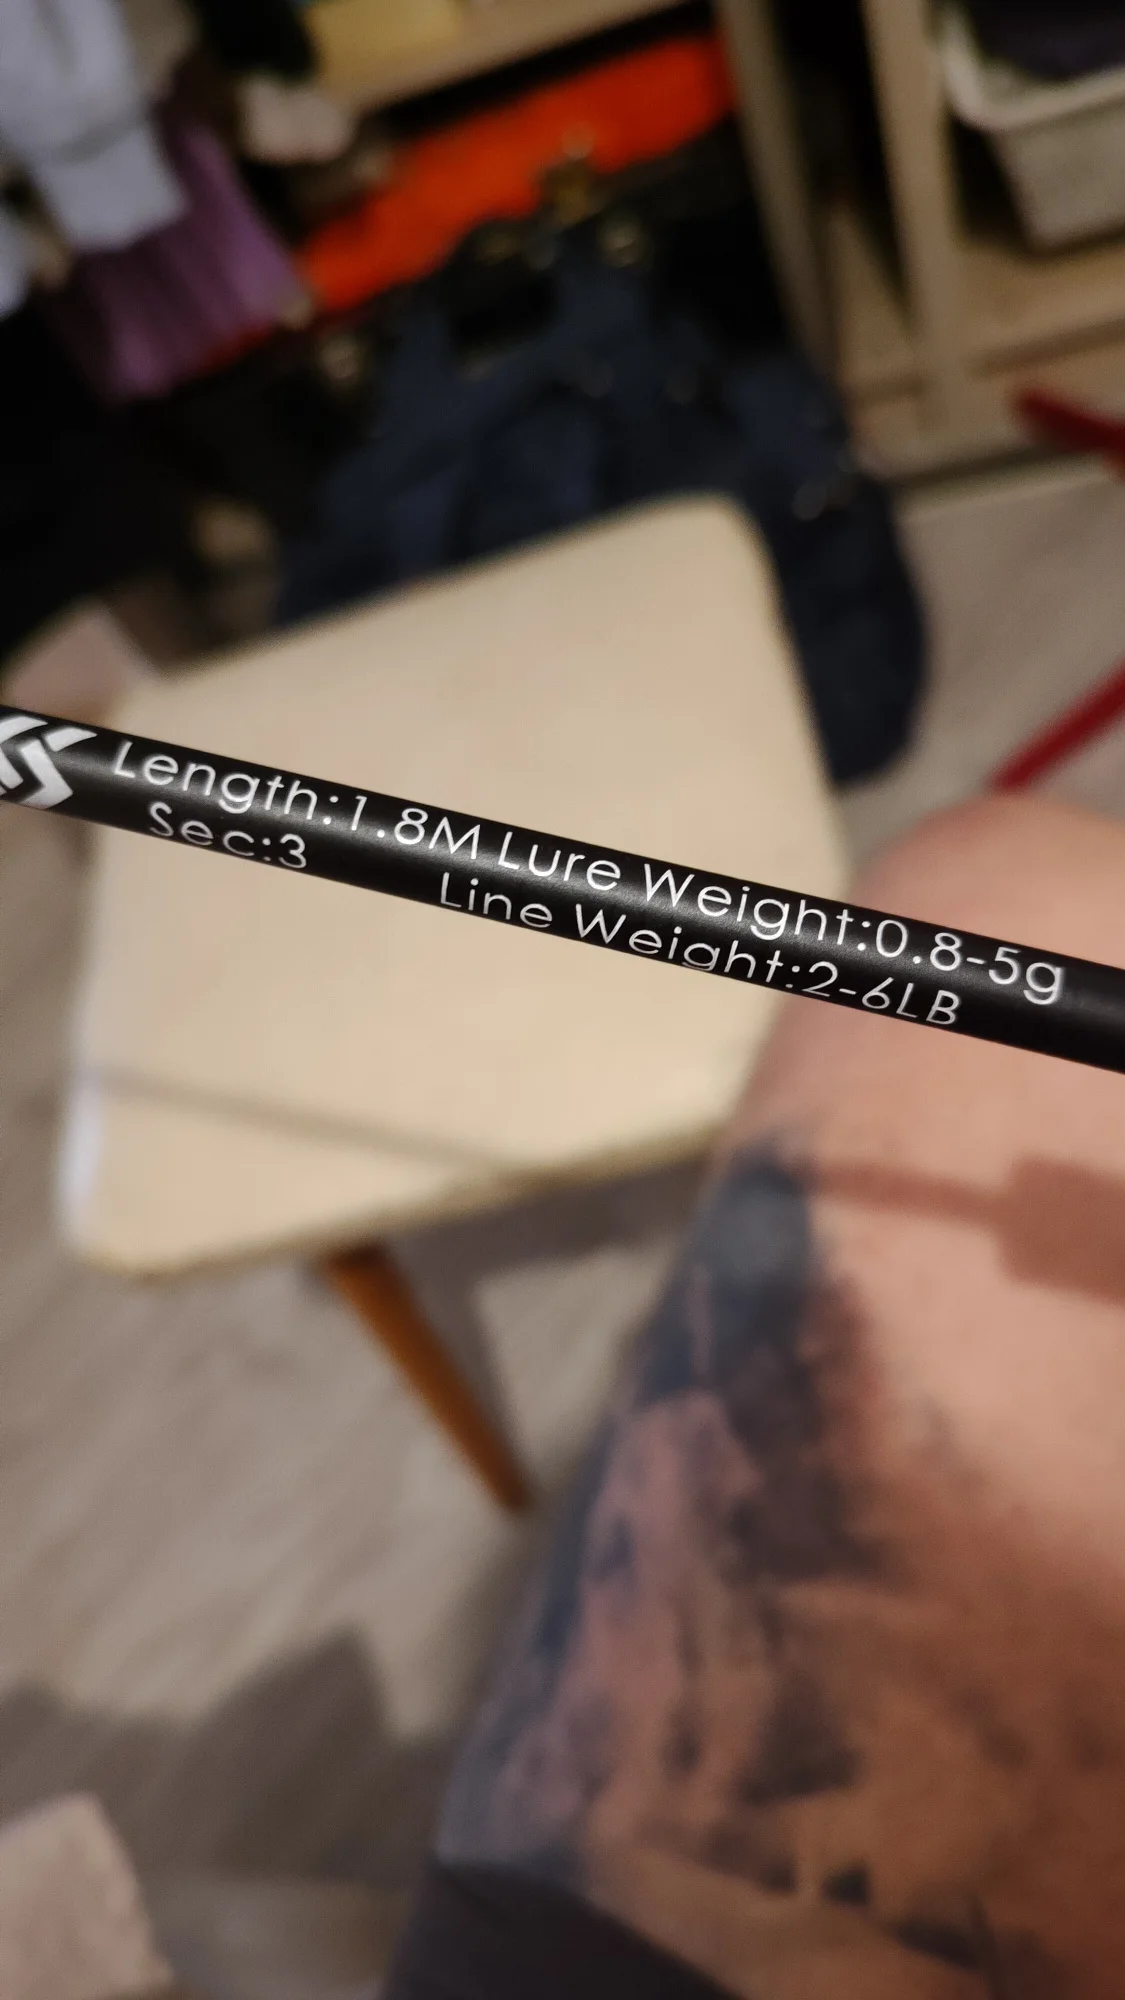 Length:1.8M Lure Weight:0.8-5g
Sec:3 Line Weight:2-6LB